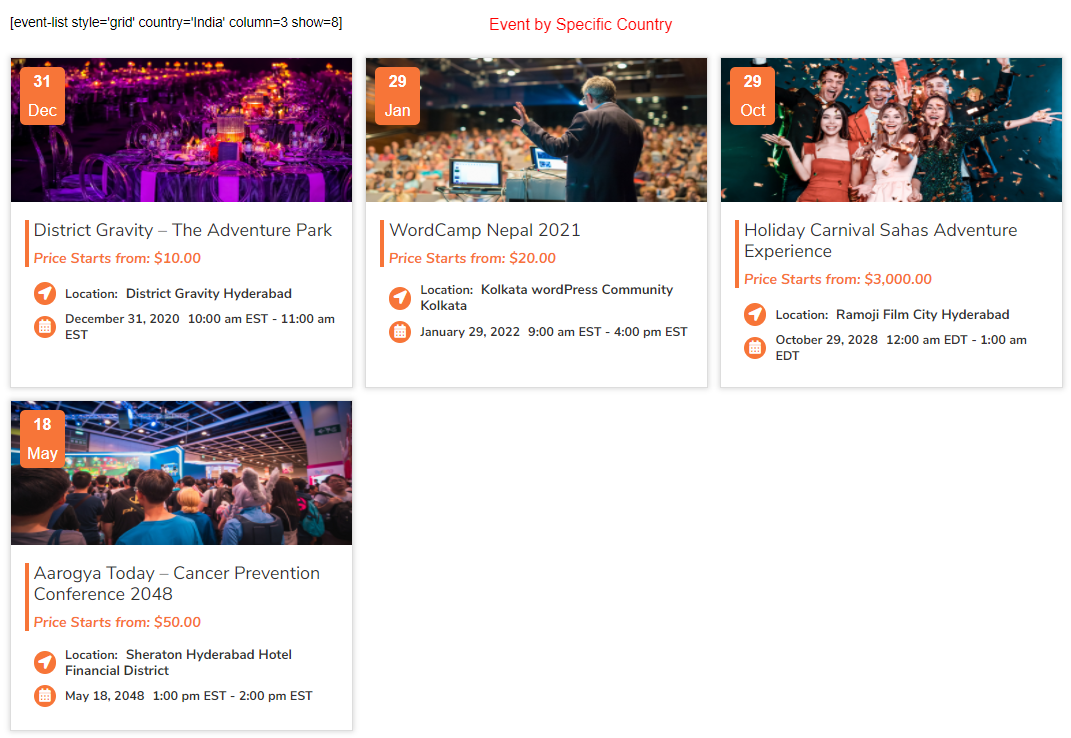 [event-list style='grid' country='India' column=3 show=8]
Event by Specific Country
31
Dec
District Gravity – The Adventure Park
Price Starts from: $10.00
Location: District Gravity Hyderabad
December 31, 2020 10:00 am EST - 11:00 am
EST
29
Jan
WordCamp Nepal 2021
Price Starts from: $20.00
Location: Kolkata wordPress Community
Kolkata
January 29, 2022 9:00 am EST - 4:00 pm EST
29
Oct
Holiday Carnival Sahas Adventure
Experience
Price Starts from: $3,000.00
Location: Ramoji Film City Hyderabad
October 29, 2028 12:00 am EDT - 1:00 am
EDT
18
May
Aarogya Today – Cancer Prevention
Conference 2048
Price Starts from: $50.00
Location: Sheraton Hyderabad Hotel
Financial District
May 18, 2048 1:00 pm EST - 2:00 pm EST